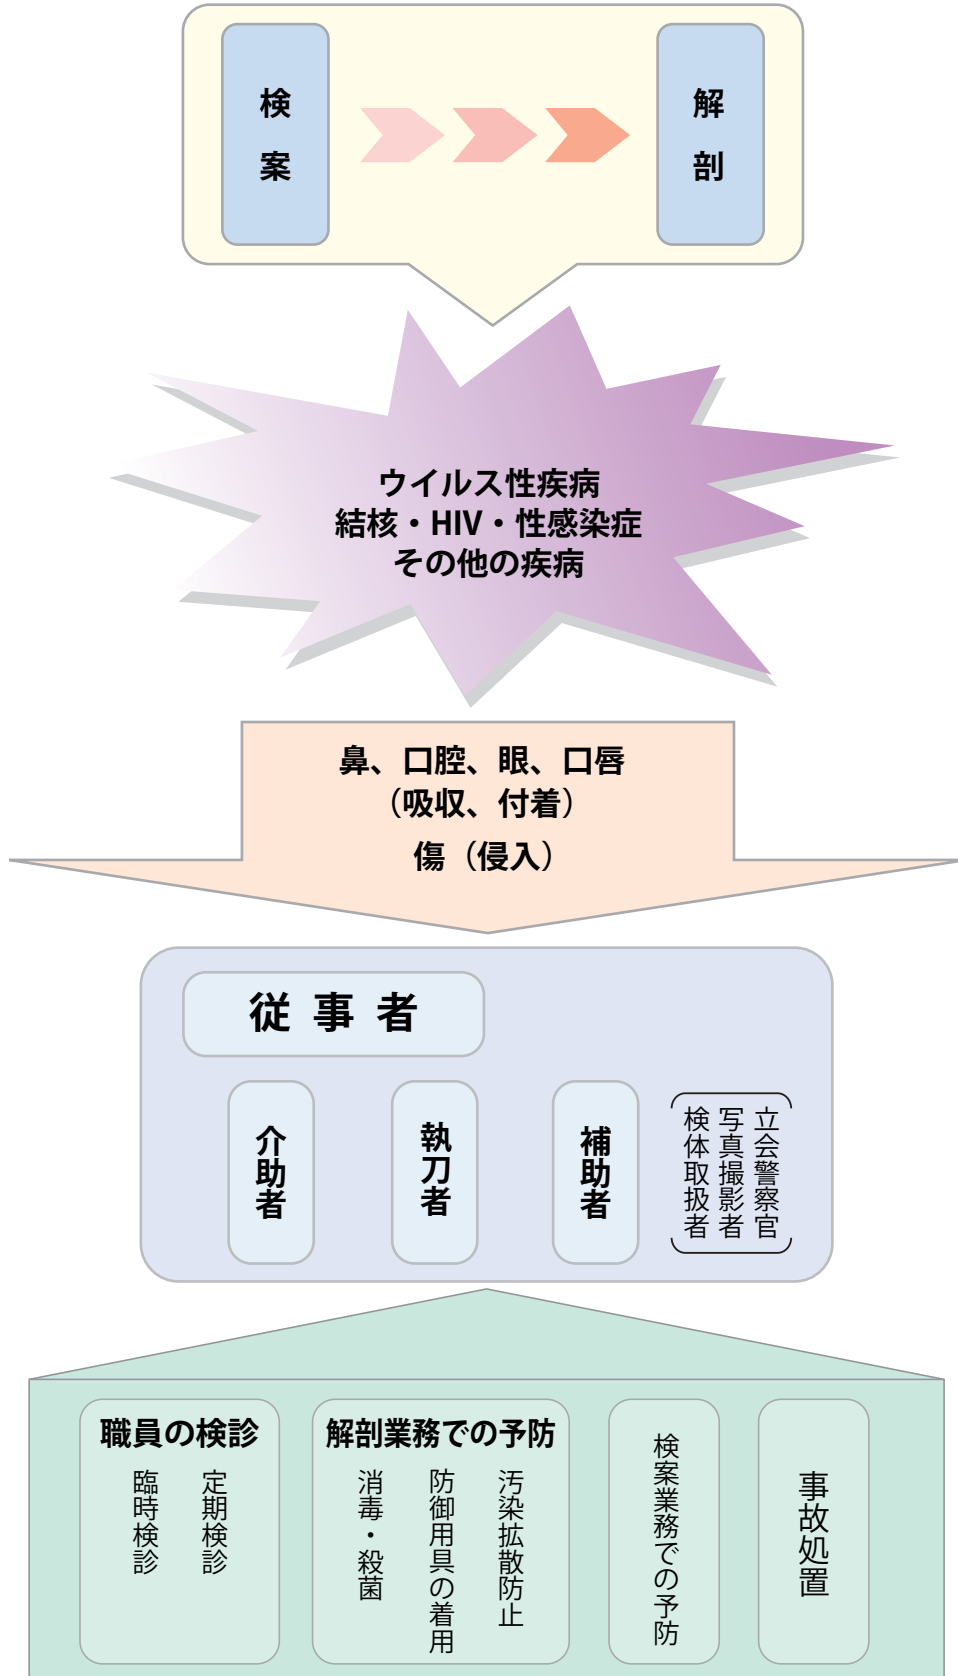 検案
解剖
ウイルス性疾病
結核・HIV・性感染症
その他の疾病
鼻、口腔、眼、口唇
（吸収、付着）
傷（侵入）
従事者
介助者
執刀者
補助者
立会警察官
写真撮影者
検体取扱者
職員の検診
定期検診
臨時検診
解剖業務での予防
汚染拡散防止
防御用具の着用
消毒・殺菌
検案業務での予防
事故処置